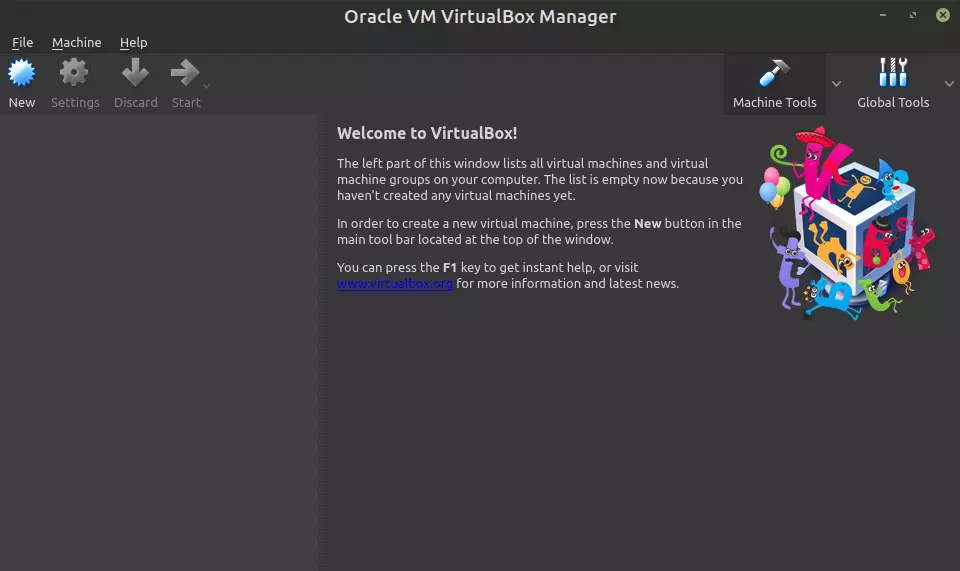 Oracle VM VirtualBox Manager
File Machine Help
New Settings Discard Start Machine Tools Global Tools
Welcome to VirtualBox!
The left part of this window lists all virtual machines and virtual
machine groups on your computer. The list is empty now because you
haven't created any virtual machines yet.
In order to create a new virtual machine, press the New button in the
main tool bar located at the top of the window.
You can press the F1 key to get instant help, or visit
www.virtualbox.org for more information and latest news.